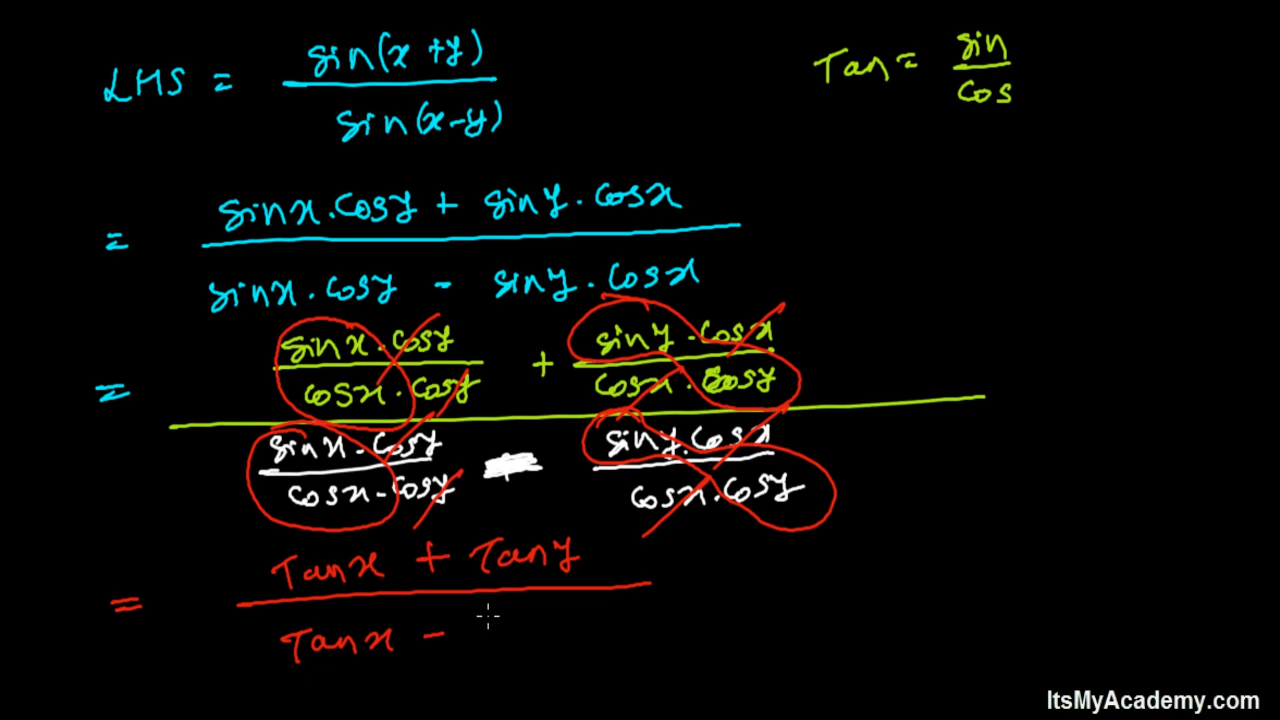 LHS = sin(x+y)
sin(x-y)
Tan = sin
cos
= sinx.cosy + siny.cosx
sinx.cosy - siny.cosx
= sinx.cosy + siny.cosx
cosx.cosy cosx.cosy
sinx.cosy - siny.cosx
cosx-cosy cosx.cosy
= Tanx + Tany
Tanx -
ItsMyAcademy.com